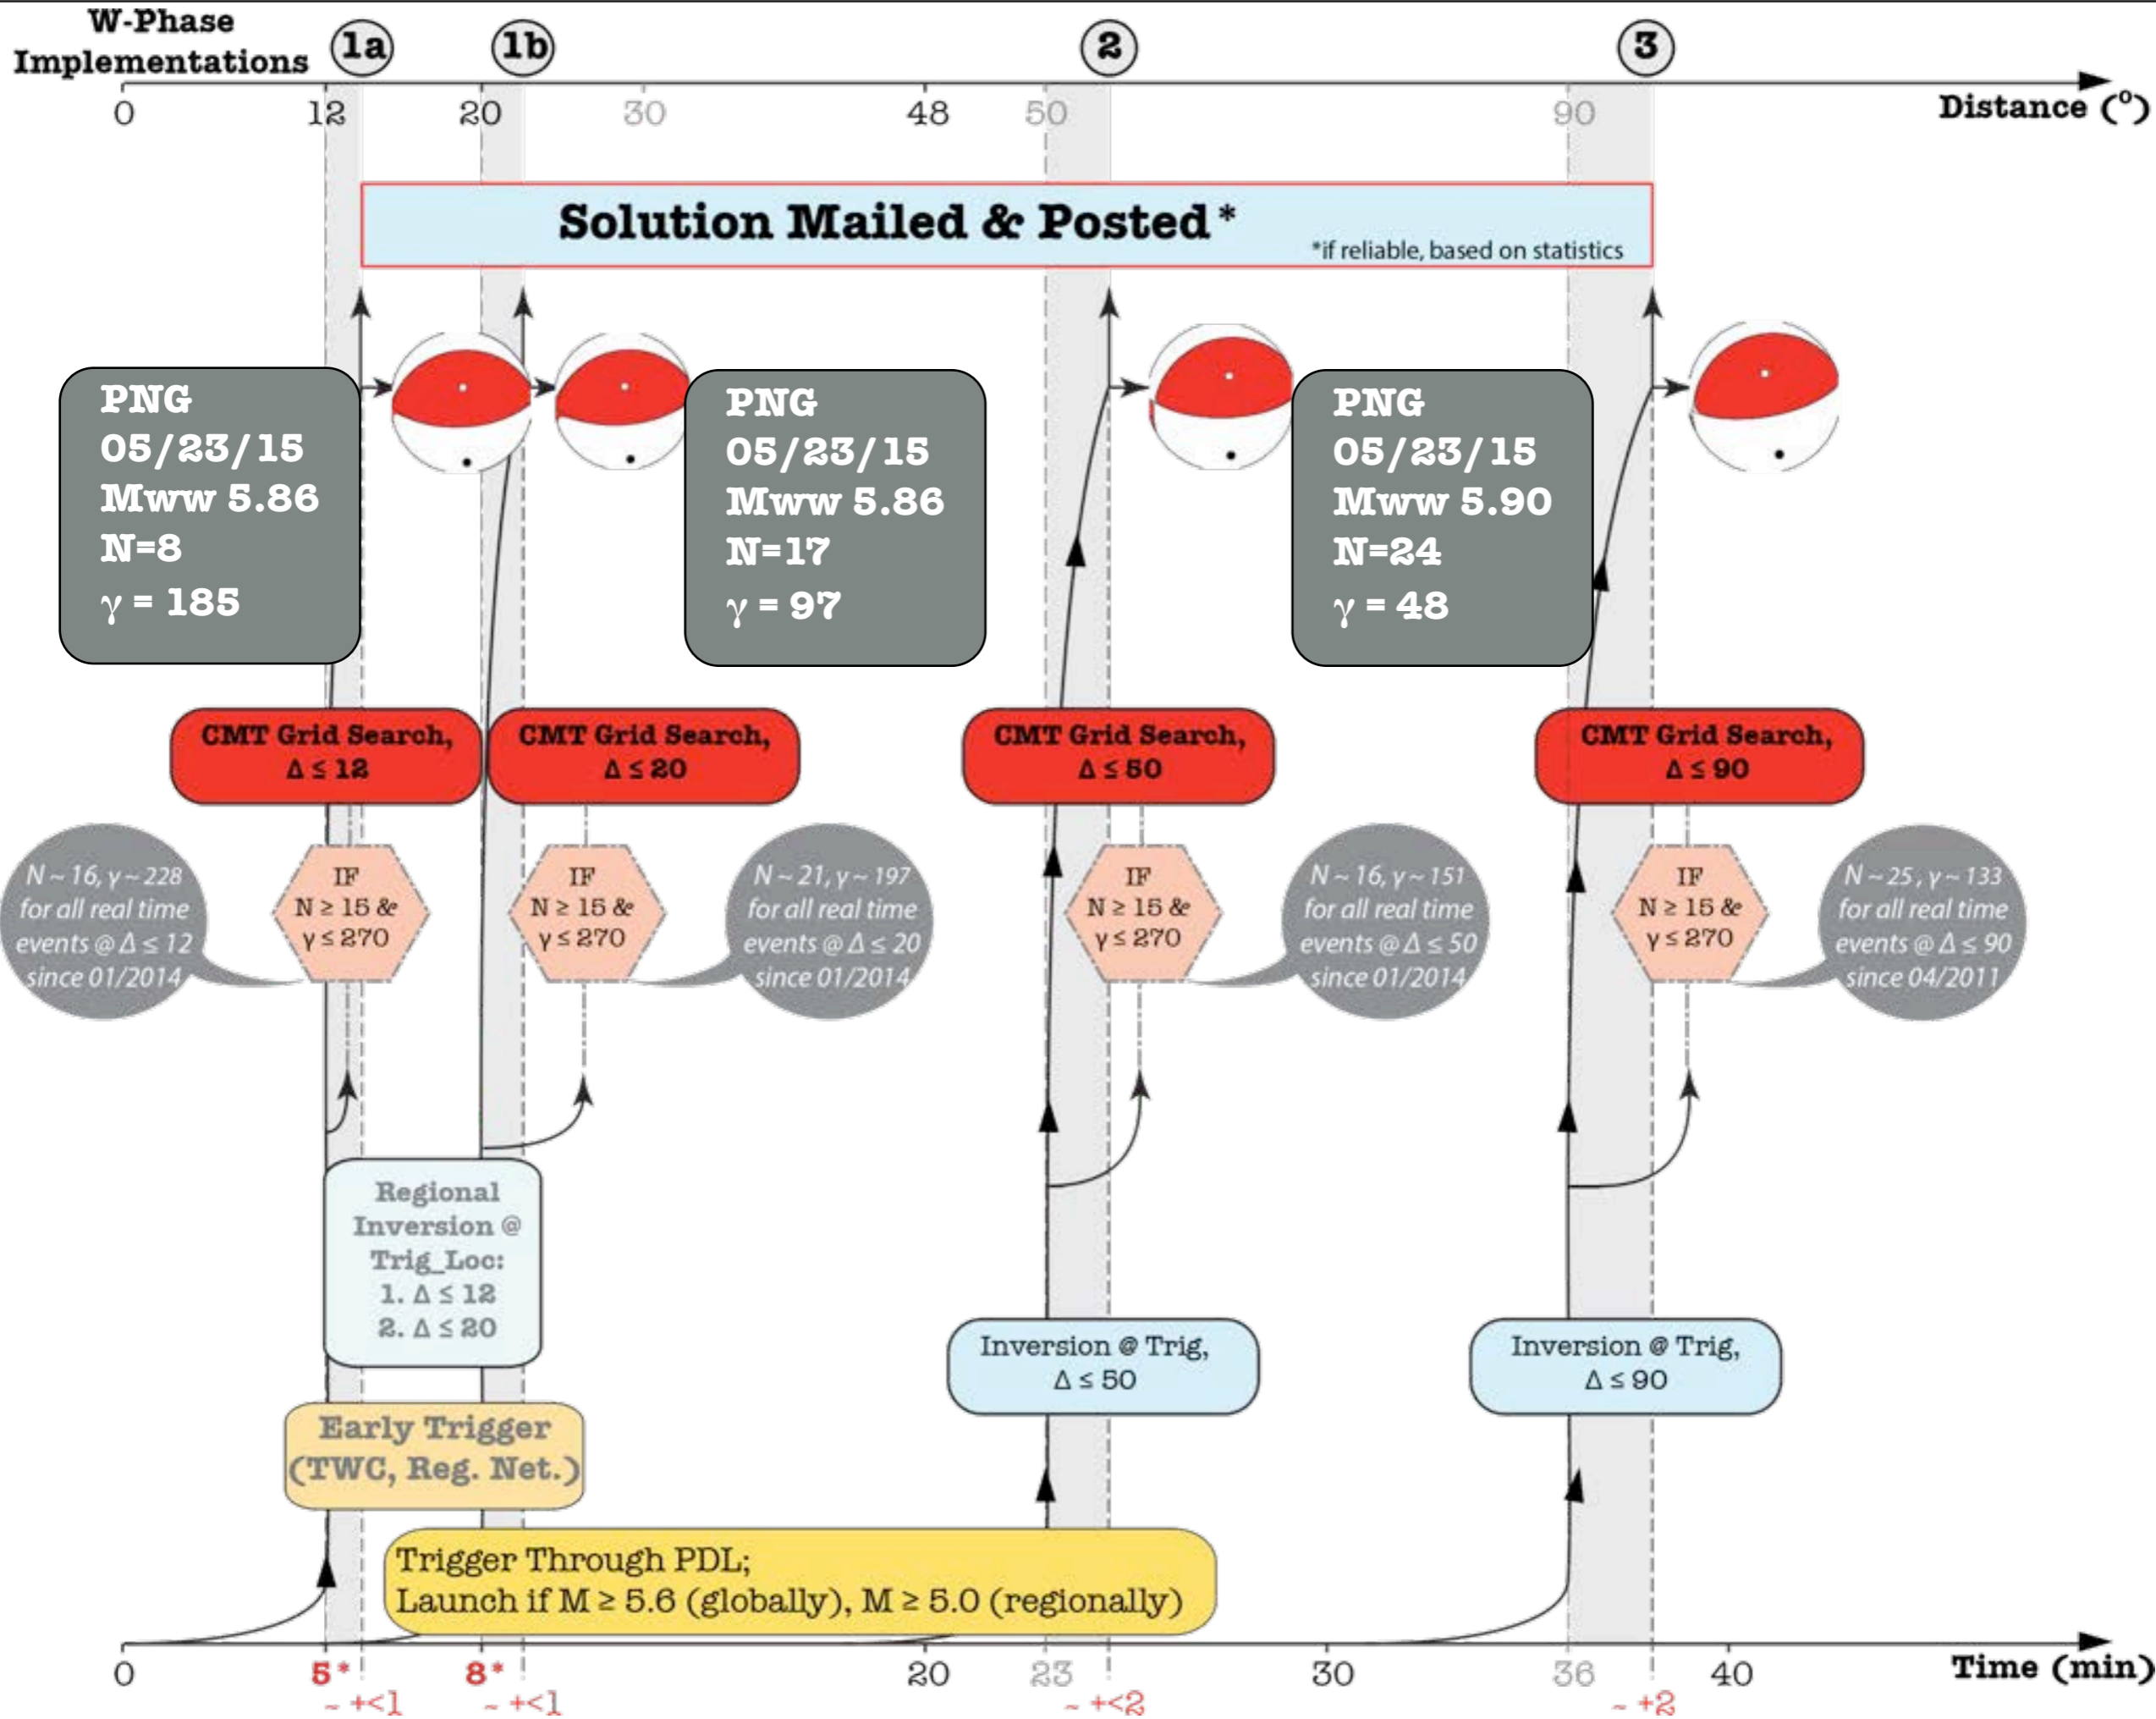 W-Phase
Implementations
1a
1b
2
3
0
12
20
30
48
50
90
Distance (°)
Solution Mailed & Posted*
*if reliable, based on statistics
PNG
05/23/15
Mww 5.86
N=8
γ = 185
PNG
05/23/15
Mww 5.86
N=17
γ = 97
PNG
05/23/15
Mww 5.90
N=24
γ = 48
CMT Grid Search,
Δ ≤ 12
CMT Grid Search,
Δ ≤ 20
CMT Grid Search,
Δ ≤ 50
CMT Grid Search,
Δ ≤ 90
N ~ 16, γ ~ 228
for all real time
events @ Δ ≤ 12
since 01/2014
IF
N ≥ 15 &
γ ≤ 270
IF
N ≥ 15 &
γ ≤ 270
N ~ 21, γ ~ 197
for all real time
events @ Δ ≤ 20
since 01/2014
IF
N ≥ 15 &
γ ≤ 270
N ~ 16, γ ~ 151
for all real time
events @ Δ ≤ 50
since 01/2014
IF
N ≥ 15 &
γ ≤ 270
N ~ 25, γ ~ 133
for all real time
events @ Δ ≤ 90
since 04/2011
Regional
Inversion @
Trig_Loc:
1. Δ ≤ 12
2. Δ ≤ 20
Inversion @ Trig,
Δ ≤ 50
Inversion @ Trig,
Δ ≤ 90
Early Trigger
(TWC, Reg. Net.)
Trigger Through PDL;
Launch if M ≥ 5.6 (globally), M ≥ 5.0 (regionally)
0
5*
8*
20
23
30
36
40
Time (min)
~ +<1
~ +<1
~ +<2
~ +2